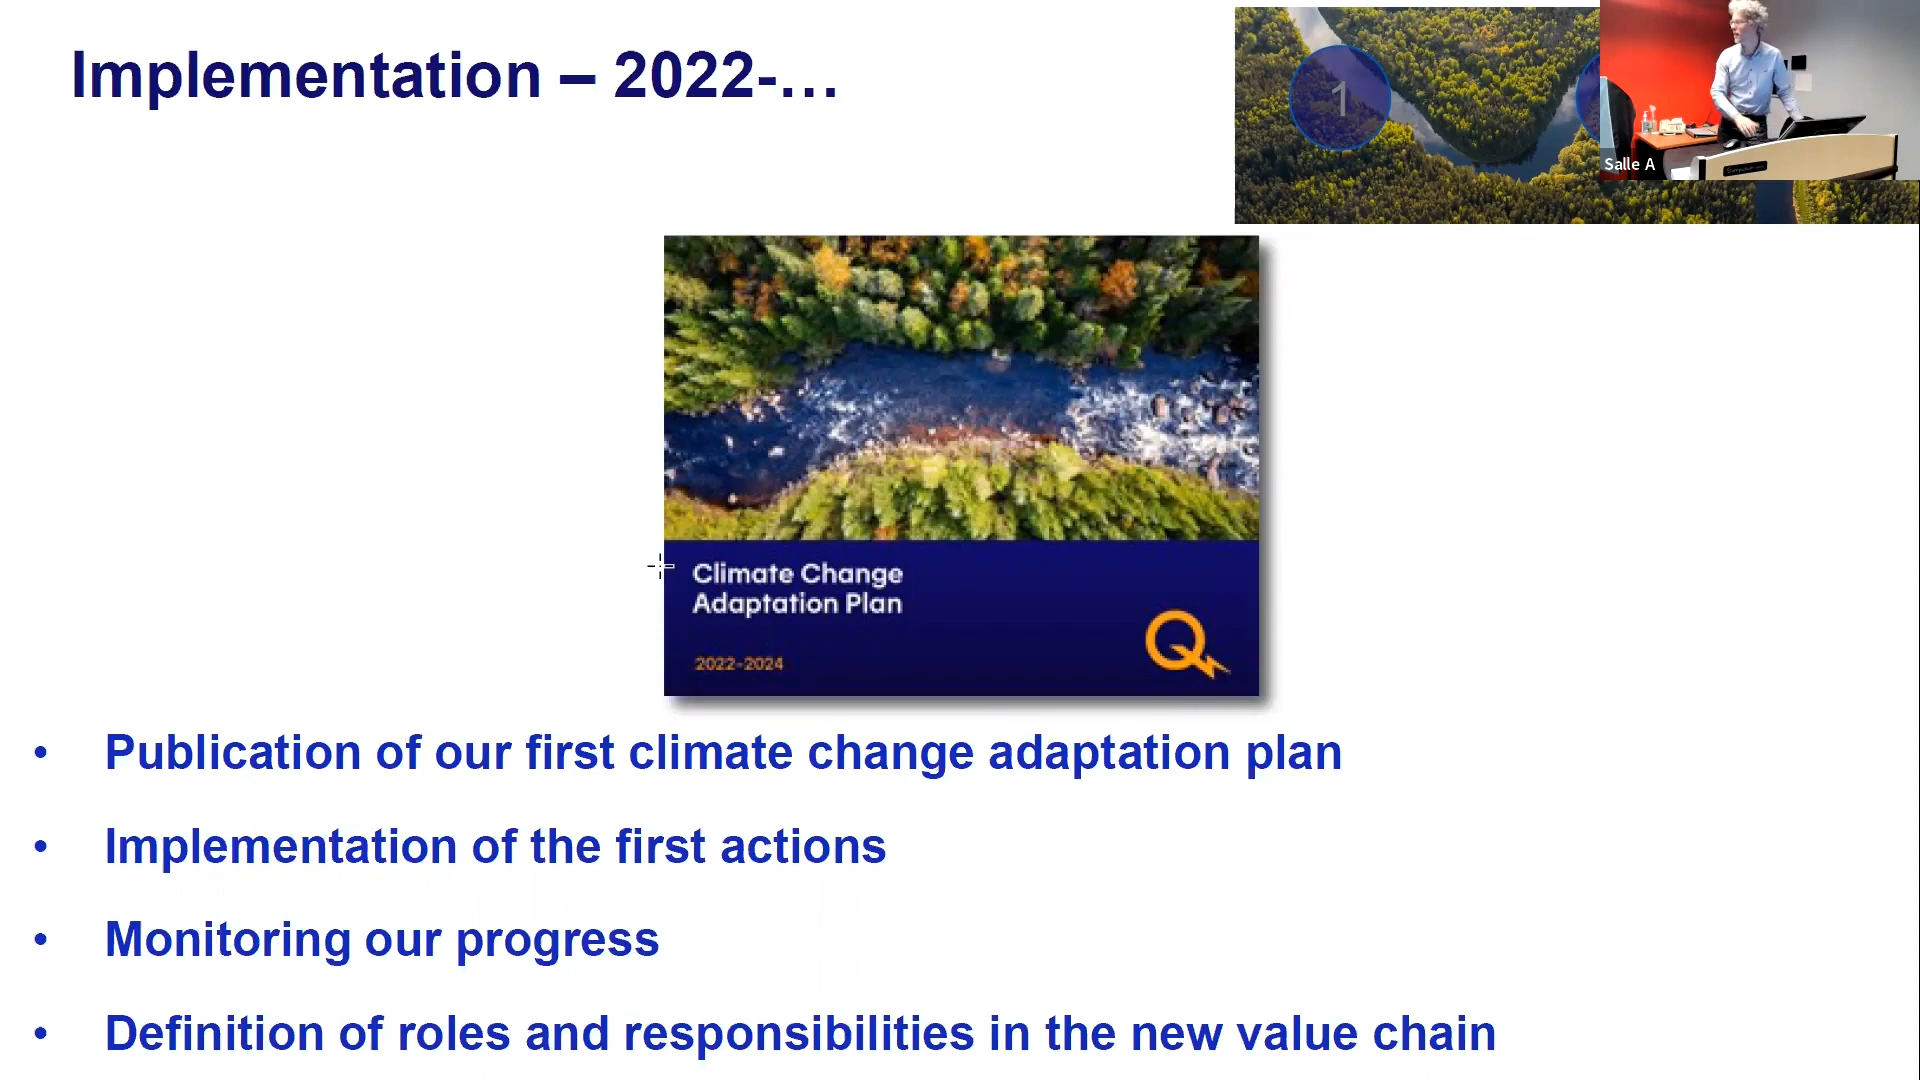 Implementation – 2022-…
1
Salle A
Climate Change
Adaptation Plan
2022-2024
• Publication of our first climate change adaptation plan
• Implementation of the first actions
• Monitoring our progress
• Definition of roles and responsibilities in the new value chain